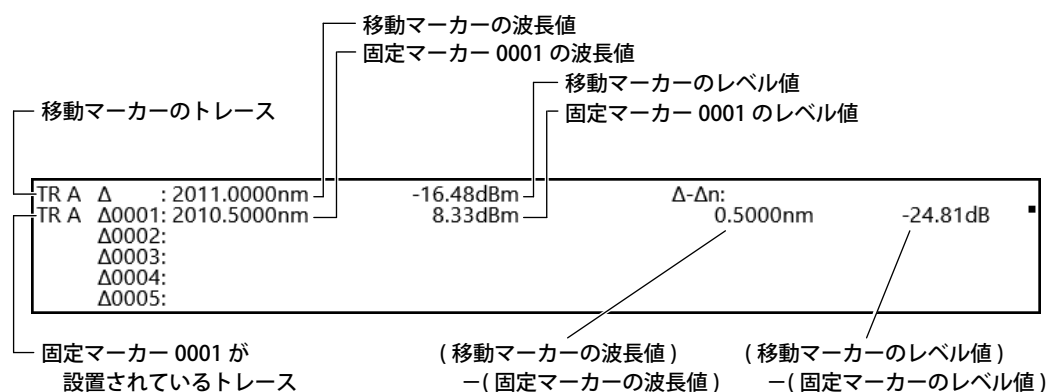 移動マーカーの波長値
固定マーカー 0001 の波長値
移動マーカーのレベル値
移動マーカーのトレース
固定マーカー 0001 のレベル値
TR A Δ : 2011.0000nm -16.48dBm Δ-Δn:
TR A Δ0001: 2010.5000nm 8.33dBm 0.5000nm -24.81dB
Δ0002:
Δ0003:
Δ0004:
Δ0005:
固定マーカー 0001 が ( 移動マーカーの波長値 ) ( 移動マーカーのレベル値 )
設置されているトレース −( 固定マーカーの波長値 ) −( 固定マーカーのレベル値 )